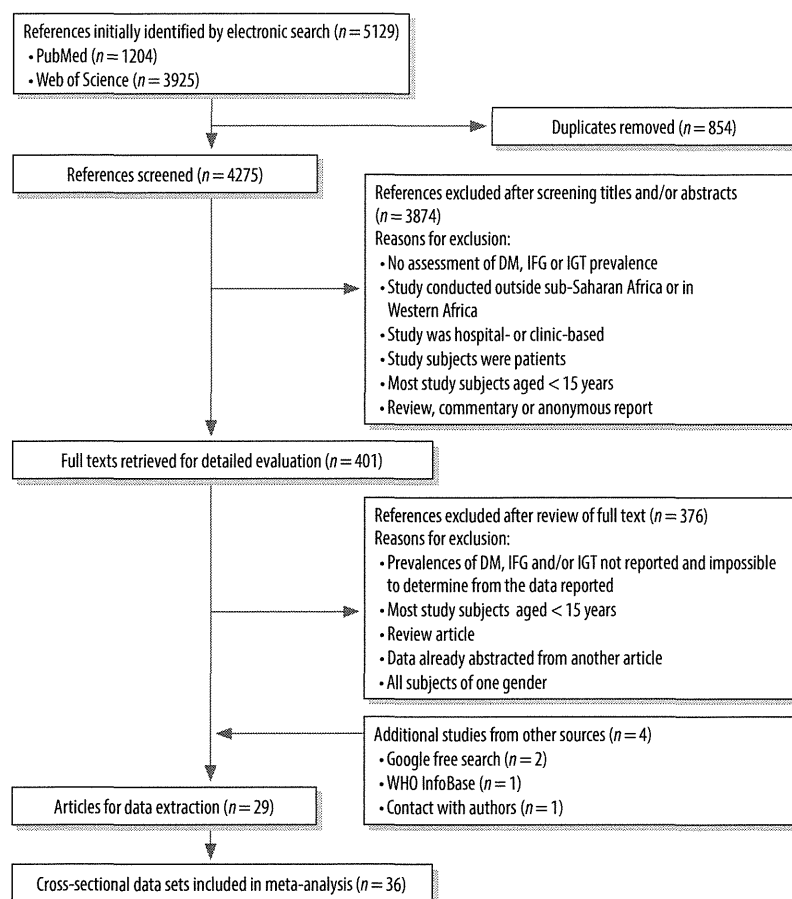 References initially identified by electronic search (n = 5129)
• PubMed (n = 1204)
• Web of Science (n = 3925)
Duplicates removed (n = 854)
References screened (n = 4275)
References excluded after screening titles and/or abstracts
(n = 3874)
Reasons for exclusion:
• No assessment of DM, IFG or IGT prevalence
• Study conducted outside sub-Saharan Africa or in
Western Africa
• Study was hospital- or clinic-based
• Study subjects were patients
• Most study subjects aged < 15 years
• Review, commentary or anonymous report
Full texts retrieved for detailed evaluation (n = 401)
References excluded after review of full text (n = 376)
Reasons for exclusion:
• Prevalences of DM, IFG and/or IGT not reported and impossible
to determine from the data reported
• Most study subjects aged < 15 years
• Review article
• Data already abstracted from another article
• All subjects of one gender
Additional studies from other sources (n = 4)
• Google free search (n = 2)
• WHO InfoBase (n = 1)
• Contact with authors (n = 1)
Articles for data extraction (n = 29)
Cross-sectional data sets included in meta-analysis (n = 36)